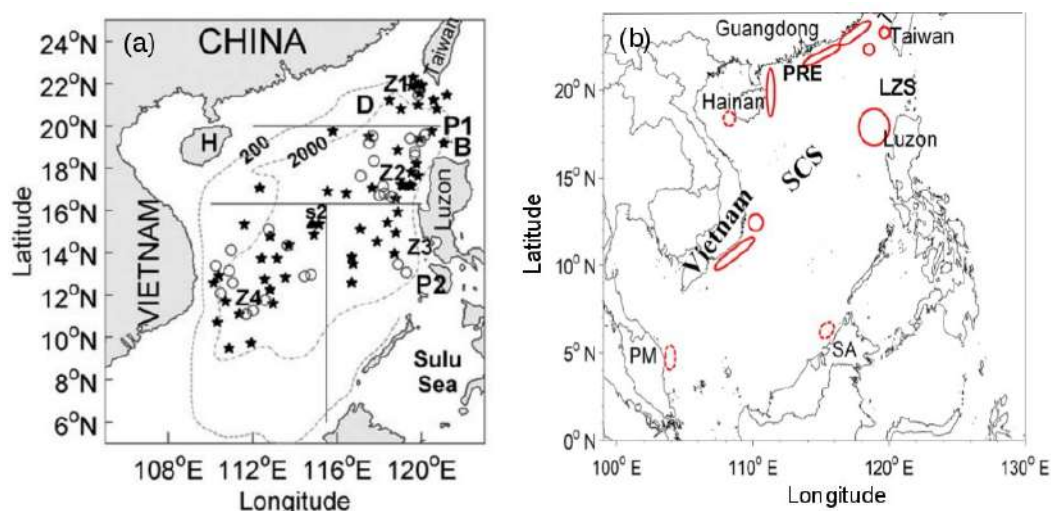 (a)
CHINA
Taiwan
Z1
D
P1
B
H
200
2000
Z2
Luzon
s2
Z3
P2
Z4
VIETNAM
Sulu
Sea
24°N
22°N
20°N
18°N
16°N
14°N
12°N
10°N
8°N
6°N
Latitude
108°E 112°E 116°E 120°E
Longitude
(b)
Guangdong
Taiwan
PRE
LZS
Hainan
Luzon
SCs
Vietnam
PM
SA
20°N
15°N
10°N
5°N
0°N
Latitude
100°E 110°E 120°E 130°E
Longitude